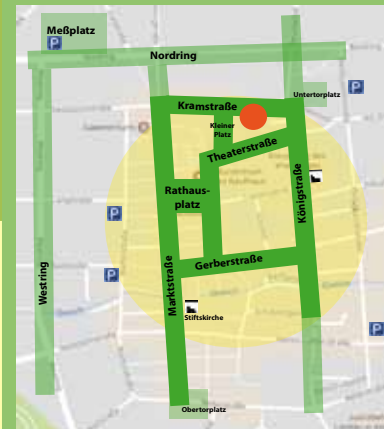 Meßplatz
P
Nordring
P
Untertorplatz
Kramstraße
Kleiner
Platz
Theaterstraße
Rathaus-
platz
Königstraße
P
Gerberstraße
Westring
P
Marktstraße
Stiftskirche
P
Obertorplatz